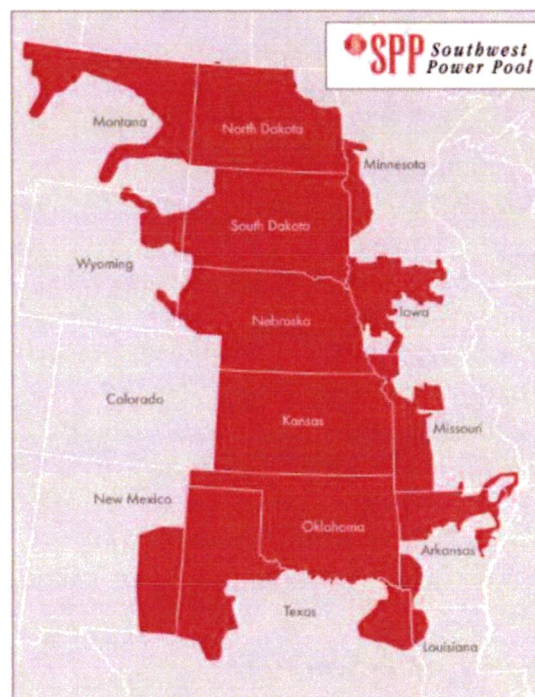 SPP Southwest
Power Pool
Montana
North Dakota
Minnesota
South Dakota
Wyoming
Nebraska
Iowa
Colorado
Kansas
Missouri
New Mexico
Oklahoma
Arkansas
Texas
Louisiana